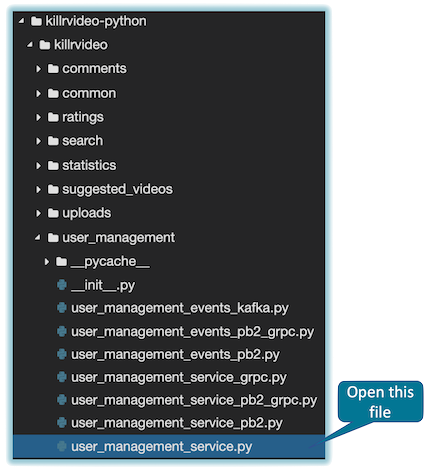 killrvideo-python
killrvideo
comments
common
ratings
search
statistics
suggested_videos
uploads
user_management
__pycache__
__init__.py
user_management_events_kafka.py
user_management_events_pb2_grpc.py
user_management_events_pb2.py
user_management_service_grpc.py
user_management_service_pb2_grpc.py
user_management_service_pb2.py
user_management_service.py
Open this
file